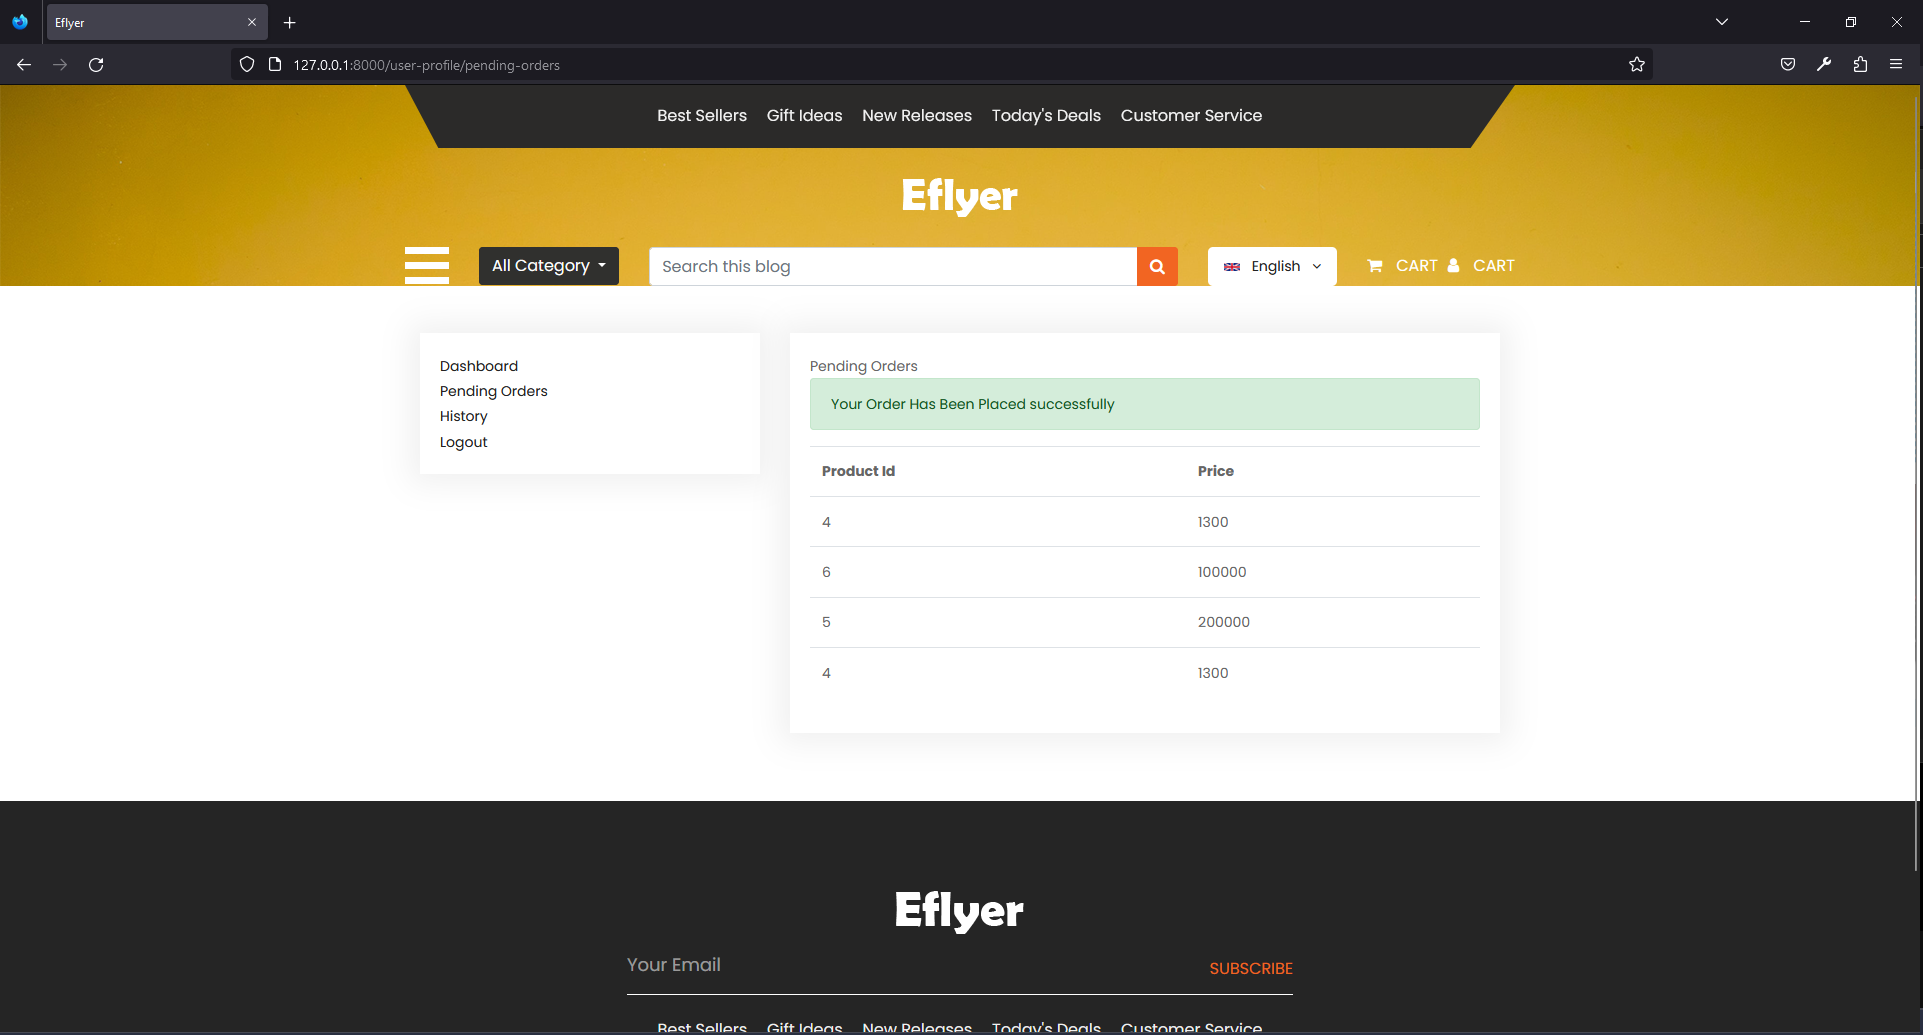 Eflyer
127.0.0.1:8000/user-profile/pending-orders
Best Sellers Gift Ideas New Releases Today's Deals Customer Service
Eflyer
All Category Search this blog English CART CART
Dashboard
Pending Orders
History
Logout
Pending Orders
Your Order Has Been Placed successfully
Product Id Price
4 1300
6 100000
5 200000
4 1300
Eflyer
Your Email SUBSCRIBE
Best Sellers Gift Ideas New Releases Today's Deals Customer Service